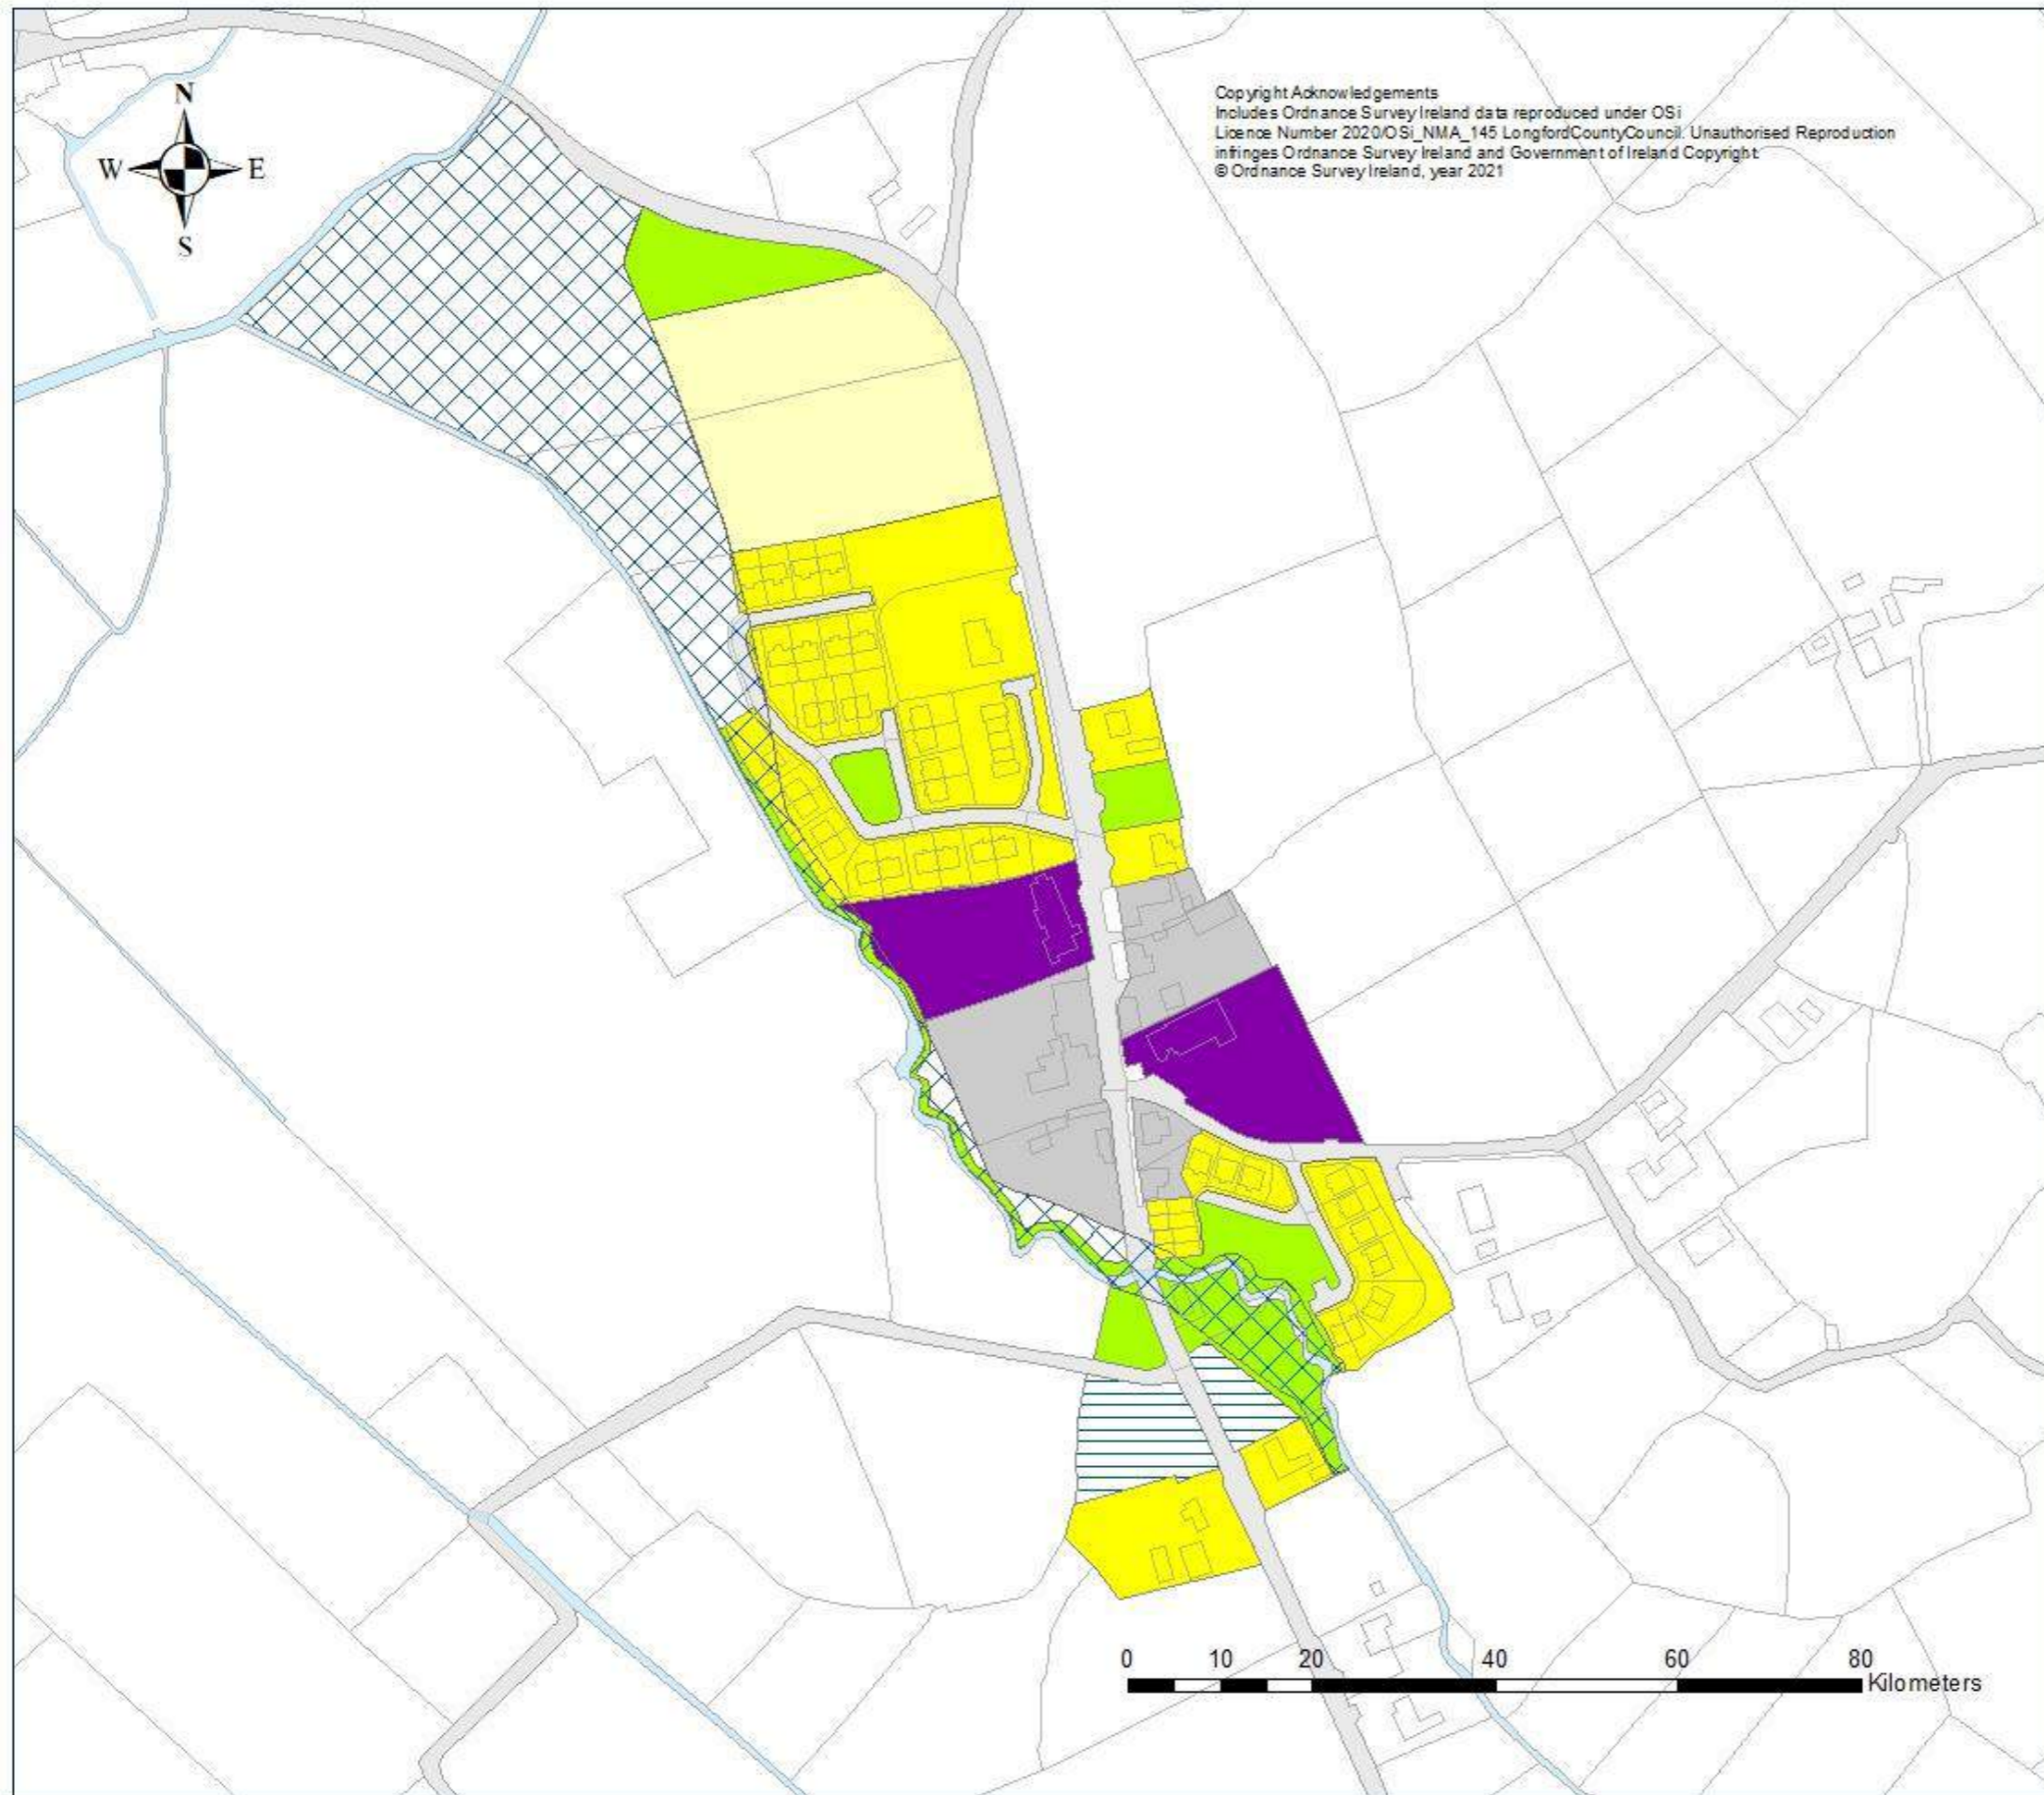 Copyright Acknowledgements
Includes Ordnance Survey Ireland data reproduced under OSi
Licence Number 2020/OSi_NMA_145 LongfordCountyCouncil. Unauthorised Reproduction
infringes Ordnance Survey Ireland and Government of Ireland Copyright.
© Ordnance Survey Ireland, year 2021
N
W E
S
0 10 20 40 60 80
Kilometers